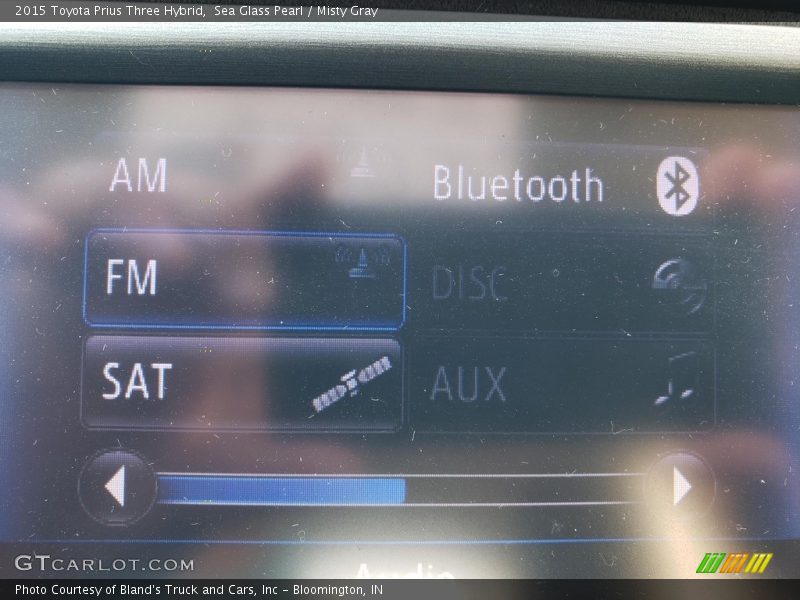 2015 Toyota Prius Three Hybrid, Sea Glass Pearl / Misty Gray
AM
Bluetooth
FM
DISC
SAT
AUX
Audio
GTCARLOT.COM
Photo Courtesy of Bland's Truck and Cars, Inc - Bloomington, IN